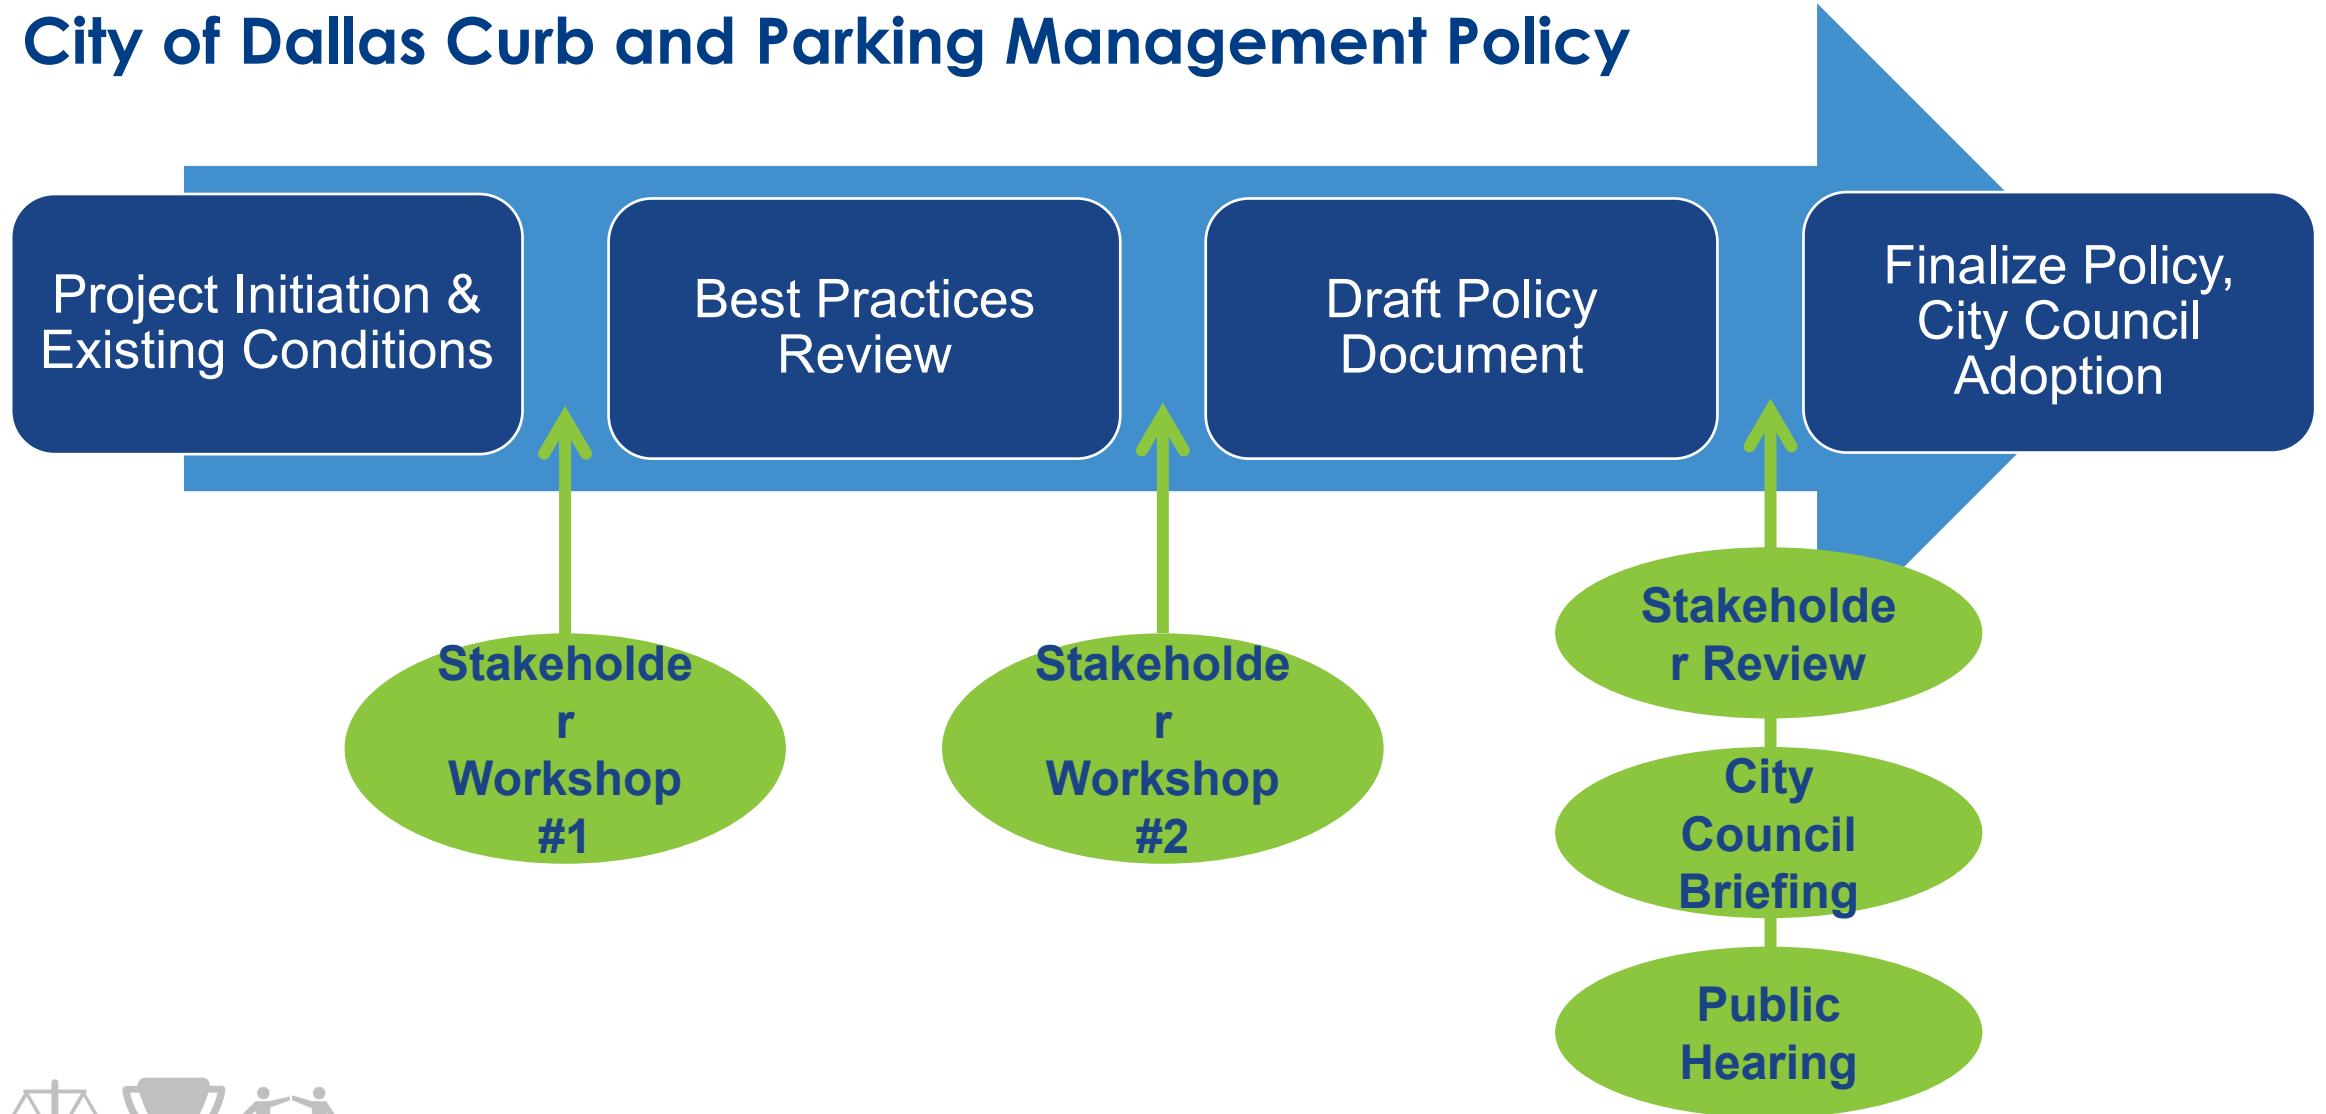 City of Dallas Curb and Parking Management Policy
Project Initiation &
Existing Conditions
Best Practices
Review
Draft Policy
Document
Finalize Policy,
City Council
Adoption
Stakeholde
r
Workshop
#1
Stakeholde
r
Workshop
#2
Stakeholde
r Review
City
Council
Briefing
Public
Hearing